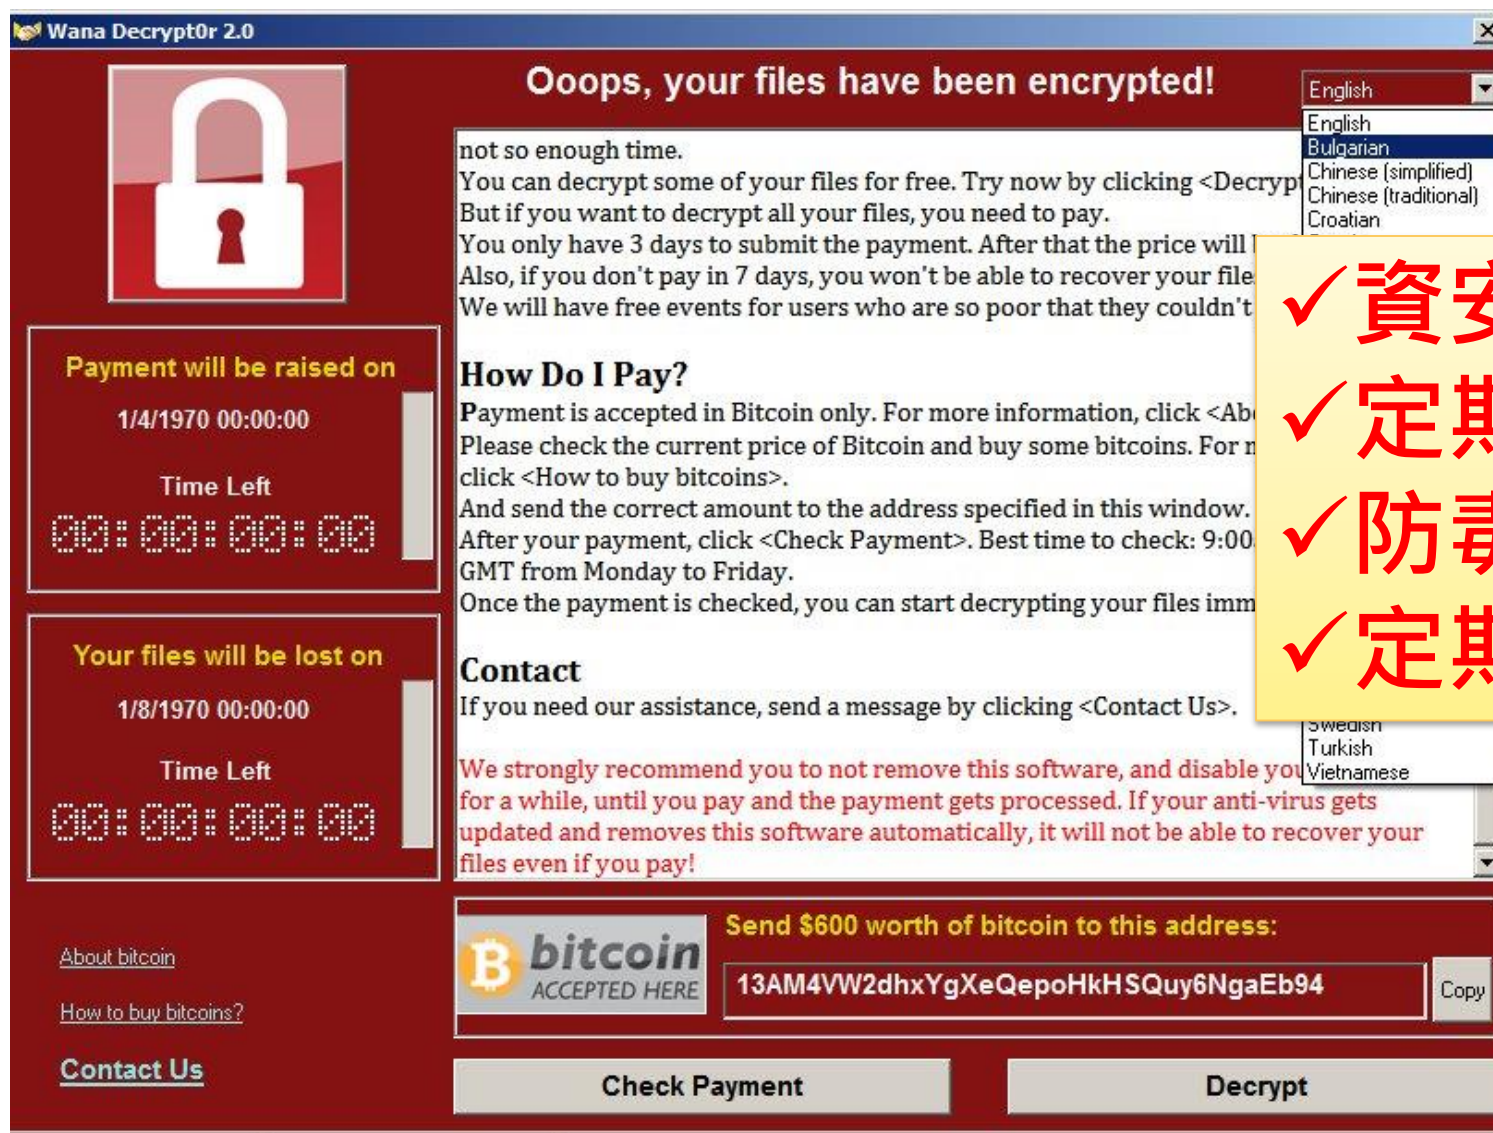 Wana Decrypt0r 2.0
Ooops, your files have been encrypted!
English
English
Bulgarian
Chinese (simplified)
Chinese (traditional)
Croatian
not so enough time.
You can decrypt some of your files for free. Try now by clicking <Decrypt
But if you want to decrypt all your files, you need to pay.
You only have 3 days to submit the payment. After that the price will
Also, if you don't pay in 7 days, you won't be able to recover your file
We will have free events for users who are so poor that they couldn't
How Do I Pay?
Payment is accepted in Bitcoin only. For more information, click
Please check the current price of Bitcoin and buy some bitcoins. For
click <How to buy bitcoins>.
And send the correct amount to the address specified in this window.
After your payment, click <Check Payment>. Best time to check: 9:00
GMT from Monday to Friday.
Once the payment is checked, you can start decrypting your files
Contact
If you need our assistance, send a message by clicking <Contact Us>.
We strongly recommend you to not remove this software, and disable
for a while, until you pay and the payment gets processed. If your anti-virus gets
updated and removes this software automatically, it will not be able to recover your
files even if you pay!
✓資安
✓定期
✓防毒
✓定期
Swedish
Turkish
Vietnamese
Payment will be raised on
1/4/1970 00:00:00
Time Left
00:00:00:00
Your files will be lost on
1/8/1970 00:00:00
Time Left
00:00:00:00
About bitcoin
How to buy bitcoins?
Contact Us
bitcoin
ACCEPTED HERE
Send $600 worth of bitcoin to this address:
13AM4VW2dhxYgXeQepoHkHSQuy6NgaEb94
Copy
Check Payment
Decrypt